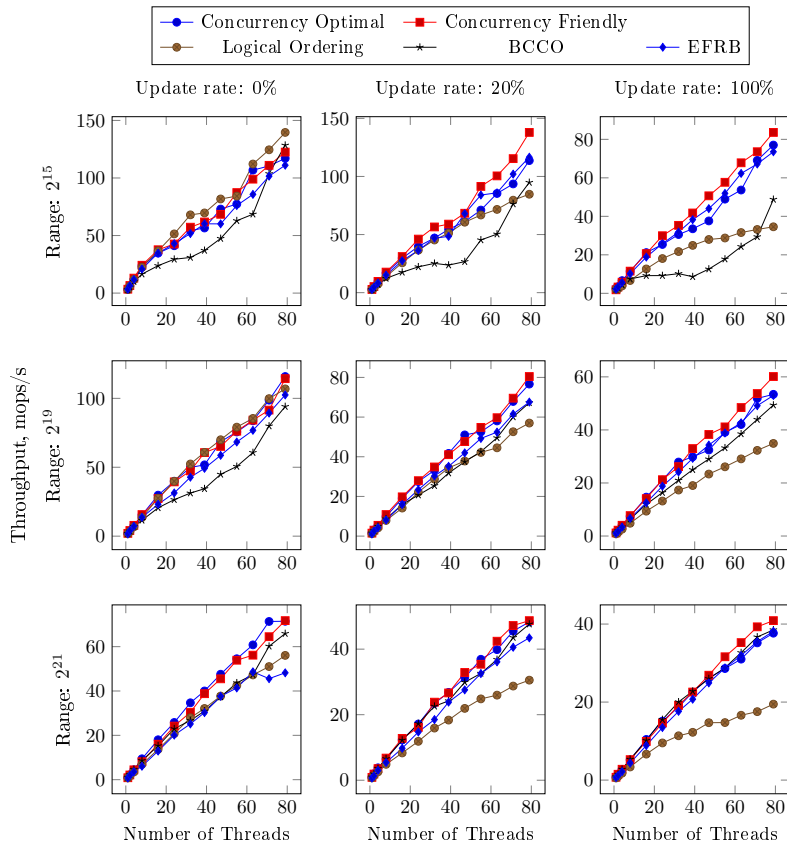 Concurrency Optimal Concurrency Friendly
Logical Ordering BCCO EFRB
Update rate: 0% Update rate: 20% Update rate: 100%
Throughput, mops/s
Range: 2^15
150
100
50
0
0 20 40 60 80
150
100
50
0
0 20 40 60 80
80
60
40
20
0
0 20 40 60 80
Range: 2^19
100
50
0
0 20 40 60 80
80
60
40
20
0
0 20 40 60 80
60
40
20
0
0 20 40 60 80
Range: 2^21
60
40
20
0
0 20 40 60 80
Number of Threads
40
20
0
0 20 40 60 80
Number of Threads
40
20
0
0 20 40 60 80
Number of Threads